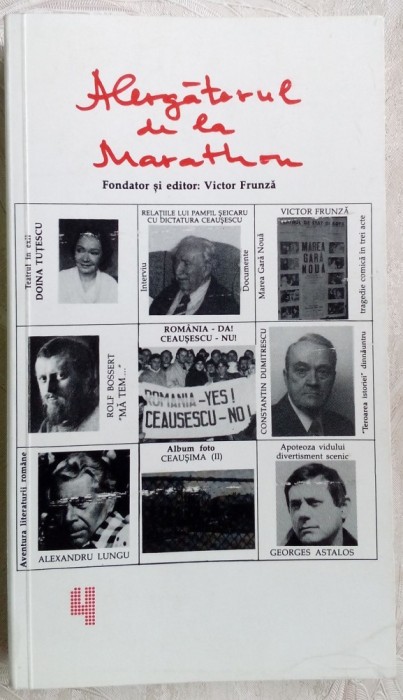 Alergătorul
de la
Marathon
Fondator și editor: Victor Frunză
Teatrul în exil
DOINA TUȚESCU
RELAȚIILE LUI PAMFIL ȘEICARU
CU DICTATURA CEAUȘESCU
Interviu
Documente
VICTOR FRUNZĂ
Marea Gară Nouă
MAREA
GARĂ
NOUĂ
tragedie comică în trei acte
ROLF BOSSERT
"MĂ TEM...."
ROMÂNIA - DA!
CEAUȘESCU - NU!
ROMANIA-YES!
CEAUSESCU-NO!
CONSTANTIN DUMITRESCU
"Teroarea istoriei" dinăuntru
Aventura literaturii române
ALEXANDRU LUNGU
Album foto
CEAUȘIMA (II)
Apoteoza vidului
divertisment scenic
GEORGES ASTALOS
4